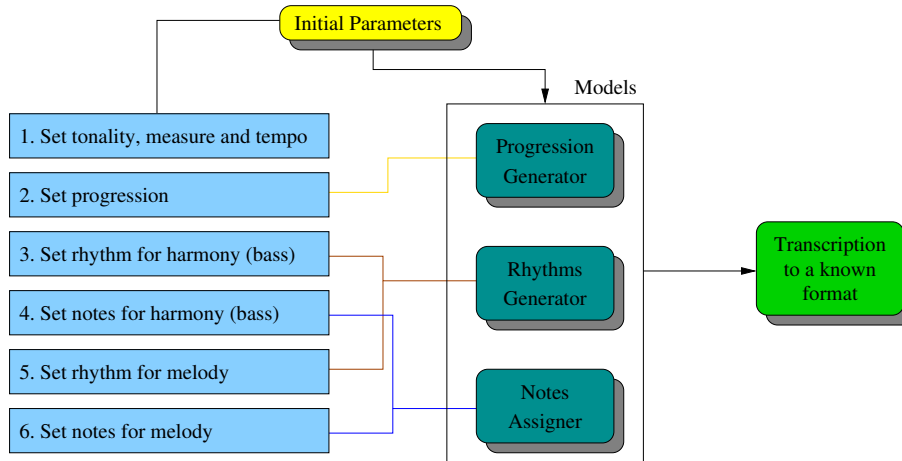 Initial Parameters
Models
1. Set tonality, measure and tempo
2. Set progression
3. Set rhythm for harmony (bass)
4. Set notes for harmony (bass)
5. Set rhythm for melody
6. Set notes for melody
Progression
Generator
Rhythms
Generator
Notes
Assigner
Transcription
to a known
format